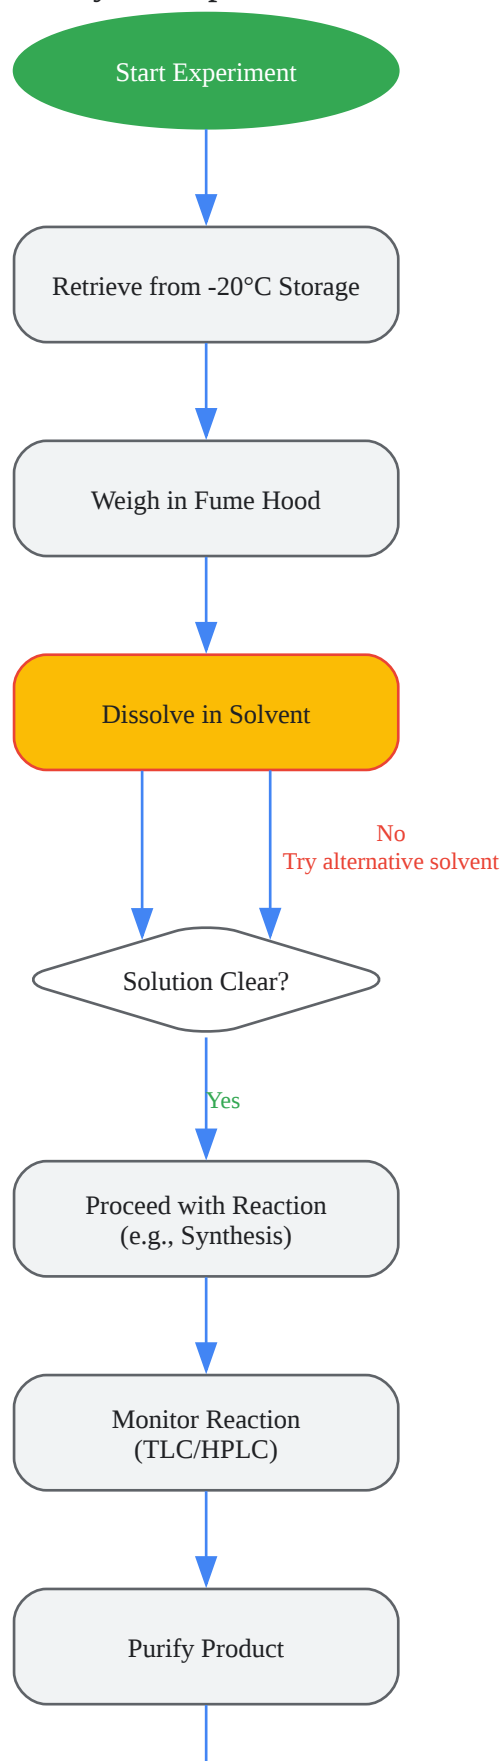 Start Experiment
Retrieve from -20°C Storage
Weigh in Fume Hood
Dissolve in Solvent
No
Try alternative solvent
Solution Clear?
Yes
Proceed with Reaction
(e.g., Synthesis)
Monitor Reaction
(TLC/HPLC)
Purify Product